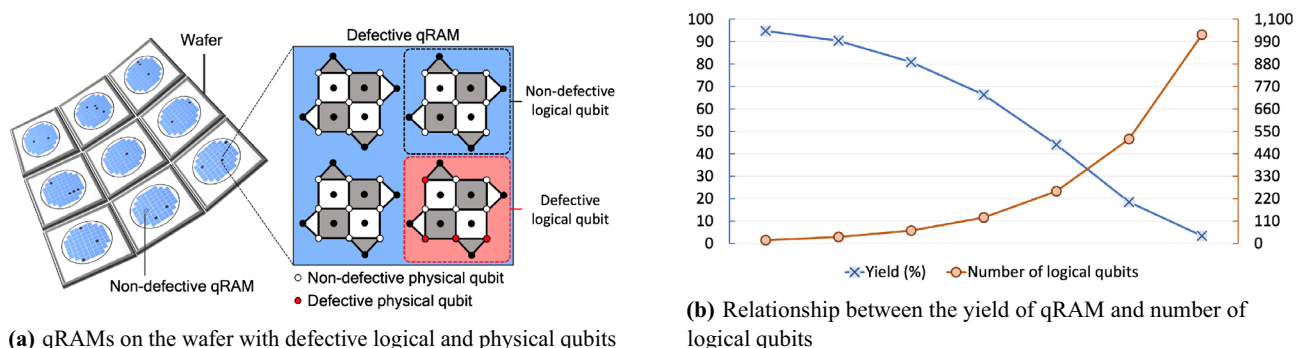 Wafer
Defective qRAM
Non-defective
logical qubit
Defective
logical qubit
Non-defective qRAM
Non-defective physical qubit
Defective physical qubit
(a) qRAMs on the wafer with defective logical and physical qubits
100
90
80
70
60
50
40
30
20
10
0
1,100
990
880
770
660
550
440
330
220
110
0
Yield (%)
Number of logical qubits
(b) Relationship between the yield of qRAM and number of
logical qubits